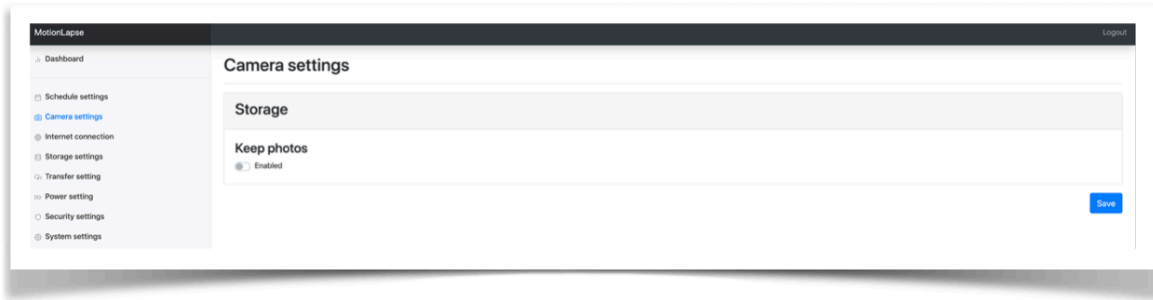 MotionLapse
Logout
Dashboard
Camera settings
Schedule settings
Camera settings
Internet connection
Storage settings
Transfer setting
Power setting
Security settings
System settings
Storage
Keep photos
Enabled
Save